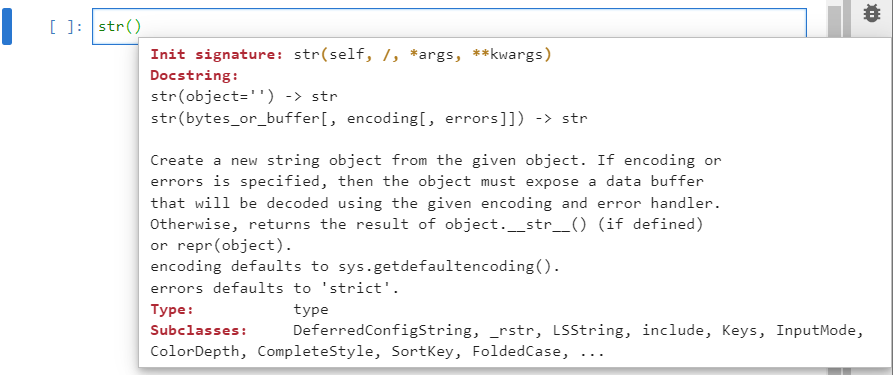 [ ]: str()
Init signature: str(self, /, *args, **kwargs)
Docstring:
str(object='') -> str
str(bytes_or_buffer[, encoding[, errors]]) -> str
Create a new string object from the given object. If encoding or
errors is specified, then the object must expose a data buffer
that will be decoded using the given encoding and error handler.
Otherwise, returns the result of object.__str__() (if defined)
or repr(object).
encoding defaults to sys.getdefaultencoding().
errors defaults to 'strict'.
Type: type
Subclasses: DeferredConfigString, _rstr, LSString, include, Keys, InputMode,
ColorDepth, CompleteStyle, SortKey, FoldedCase, ...